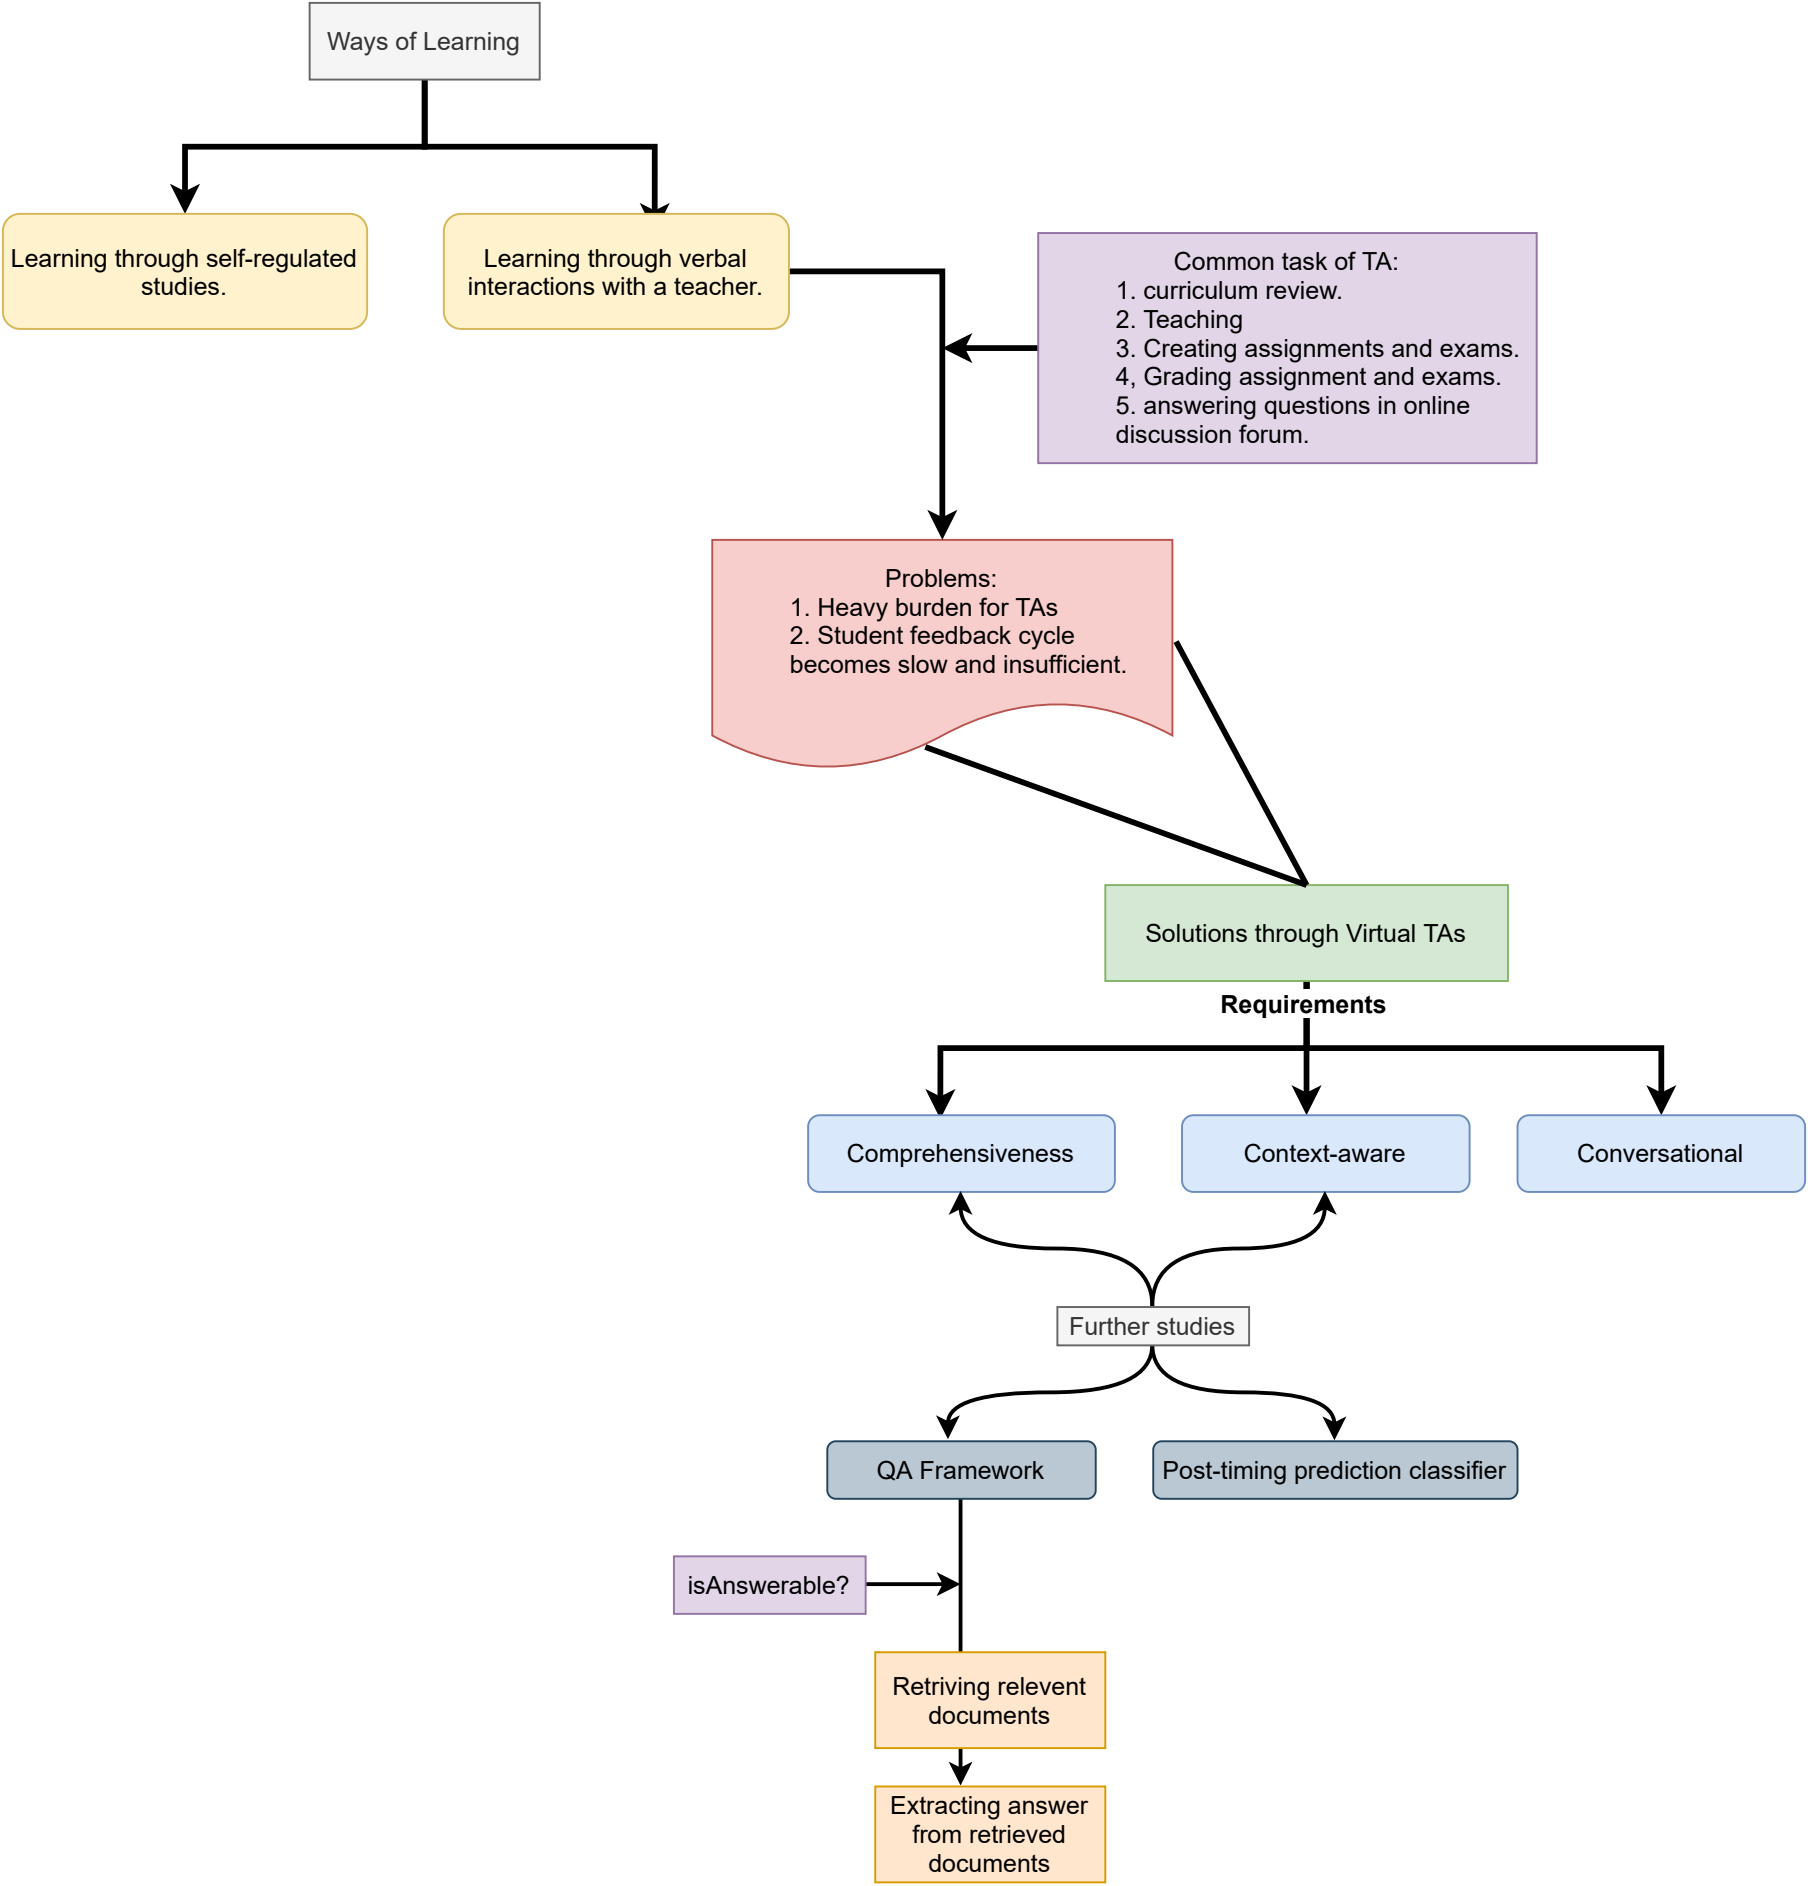 Ways of Learning
Learning through self-regulated
studies.
Learning through verbal
interactions with a teacher.
Common task of TA:
1. curriculum review.
2. Teaching
3. Creating assignments and exams.
4, Grading assignment and exams.
5. answering questions in online
discussion forum.
Problems:
1. Heavy burden for TAs
2. Student feedback cycle
becomes slow and insufficient.
Solutions through Virtual TAs
Requirements
Comprehensiveness
Context-aware
Conversational
Further studies
QA Framework
Post-timing prediction classifier
isAnswerable?
Retriving relevent
documents
Extracting answer
from retrieved
documents